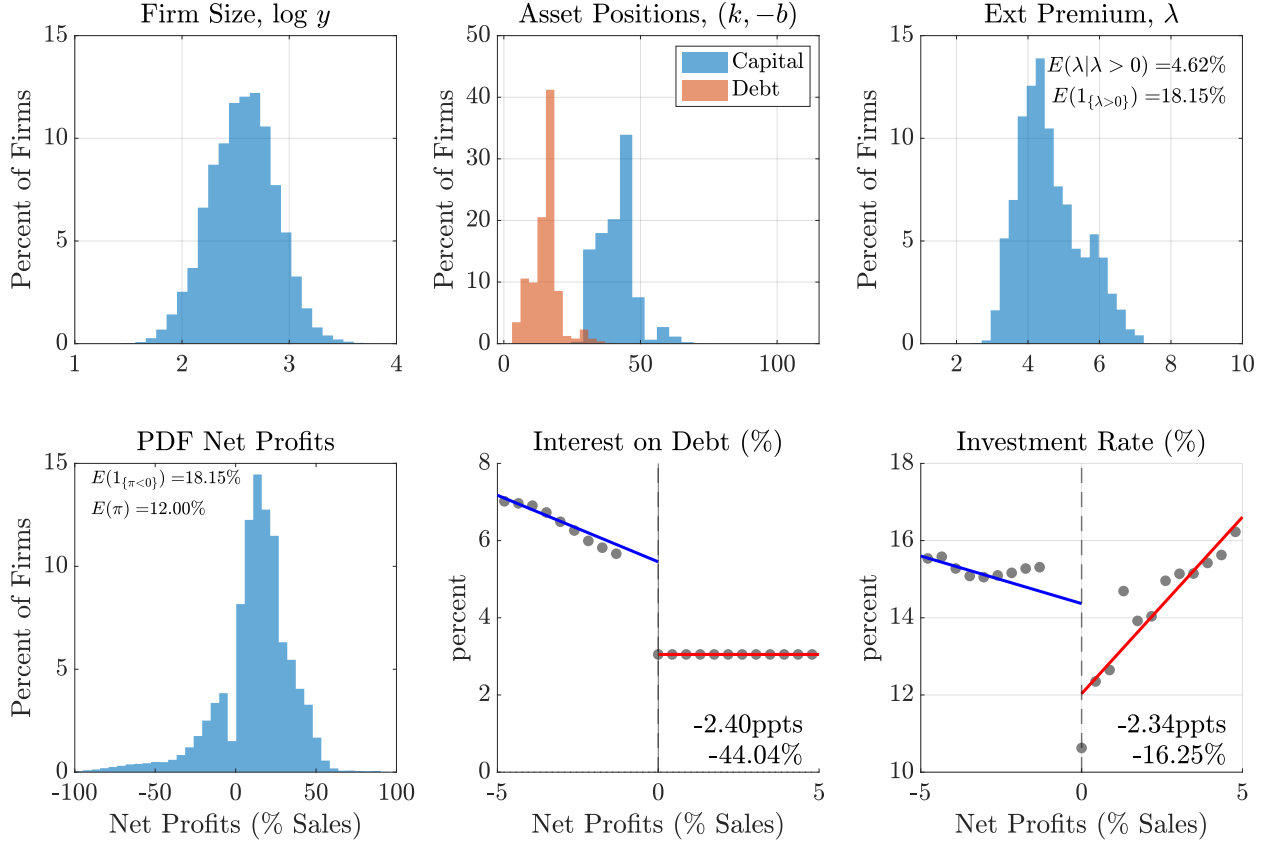 Firm Size, log y
Percent of Firms
15
10
5
0
1 2 3 4
Asset Positions, (k, −b)
Percent of Firms
50
40
30
20
10
0
0 50 100
Capital
Debt
Ext Premium, λ
Percent of Firms
15
10
5
0
2 4 6 8 10
E(λ|λ > 0) =4.62%
E(1{λ>0}) =18.15%
PDF Net Profits
Percent of Firms
15
10
5
0
-100 -50 0 50 100
Net Profits (% Sales)
E(1{π<0}) =18.15%
E(π) =12.00%
Interest on Debt (%)
percent
8
6
4
2
0
-5 0 5
Net Profits (% Sales)
-2.40ppts
-44.04%
Investment Rate (%)
percent
18
16
14
12
10
-5 0 5
Net Profits (% Sales)
-2.34ppts
-16.25%